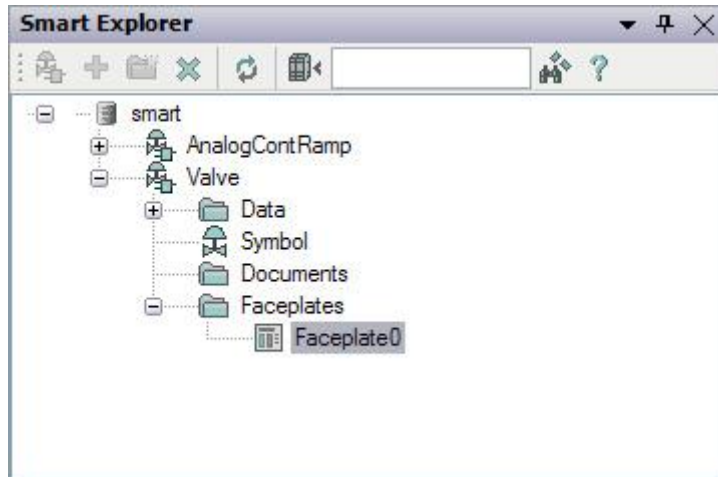 Smart Explorer
?
smart
AnalogContRamp
Valve
Data
Symbol
Documents
Faceplates
Faceplate0